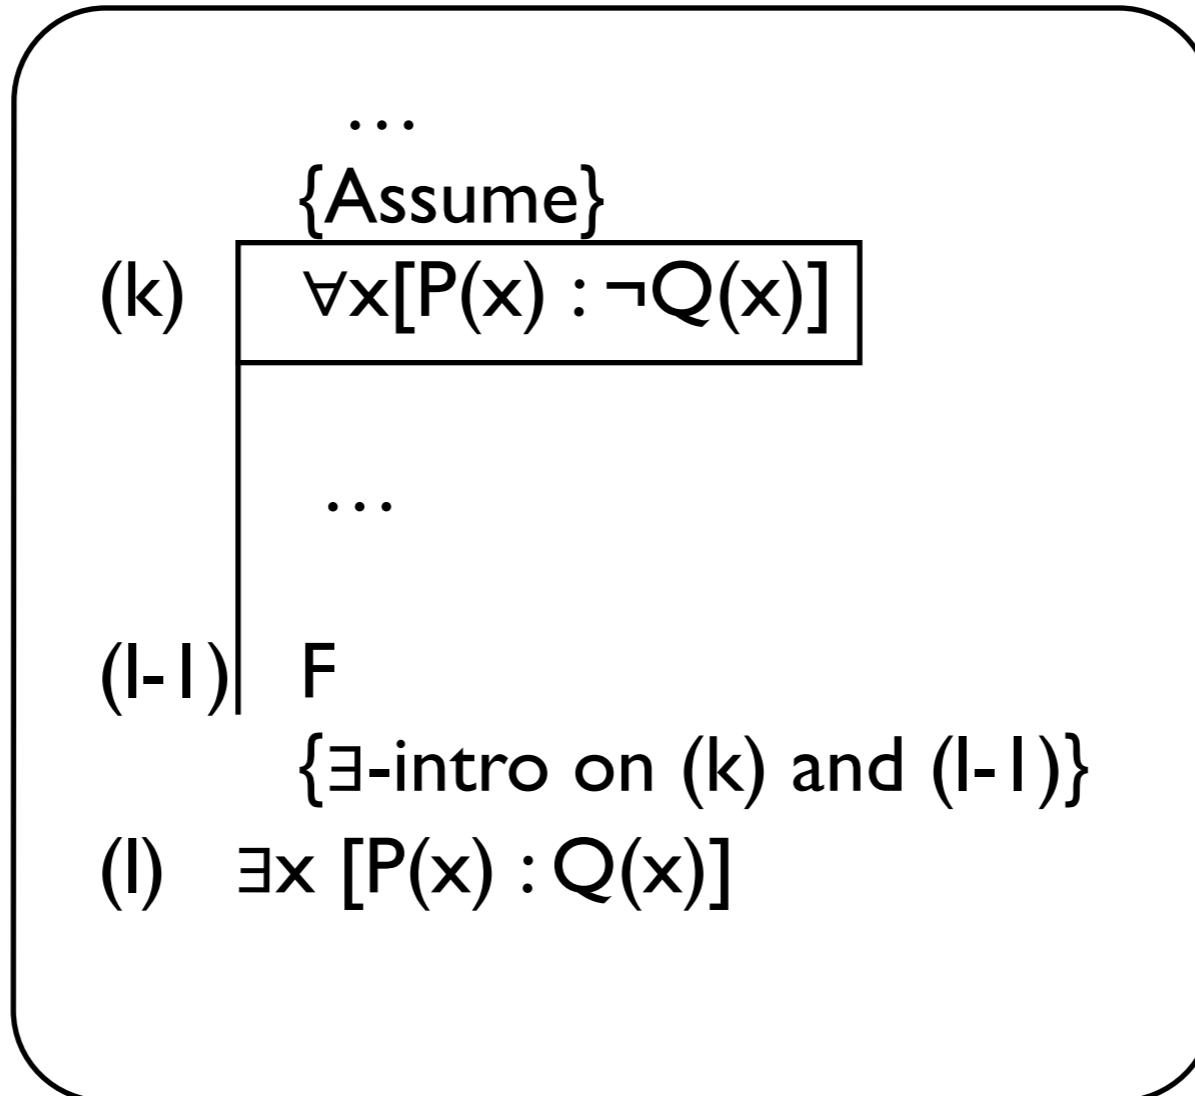 …
{Assume}
(k) ∀x[P(x) : ¬Q(x)]
…
(l-1) F
{∃-intro on (k) and (l-1)}
(l) ∃x [P(x) : Q(x)]